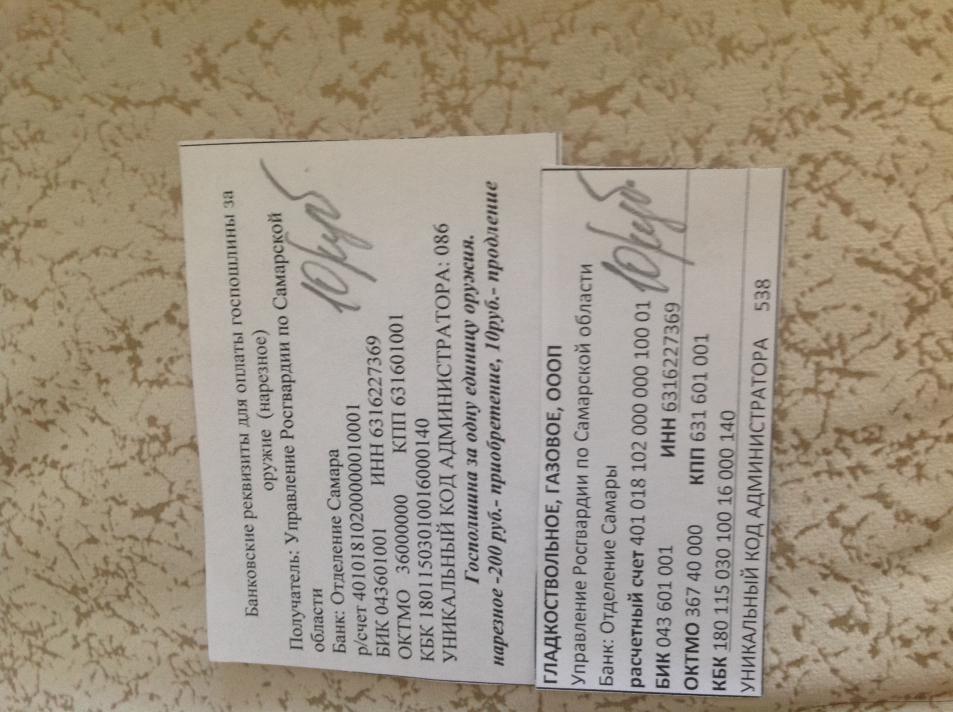 Банковские реквизиты для оплаты госпошлины за
оружие (нарезное)
Получатель: Управление Росгвардии по Самарской
области
Банк: Отделение Самара
р/счет 40101810200000010001
БИК 043601001 ИНН 6316227369
ОКТМО 36000000 КПП 631601001
КБК 18011503010016000140
УНИКАЛЬНЫЙ КОД АДМИНИСТРАТОРА: 086
Госпошлина за одну единицу оружия.
нарезное -200 руб.- приобретение, 10руб.- продление
10руб
ГЛАДКОСТВОЛЬНОЕ, ГАЗОВОЕ, ОООП
Управление Росгвардии по Самарской области
Банк: Отделение Самары
расчетный счет 401 018 102 000 000 100 01
БИК 043 601 001 ИНН 6316227369
ОКТМО 367 40 000 КПП 631 601 001
КБК 180 115 030 100 16 000 140
УНИКАЛЬНЫЙ КОД АДМИНИСТРАТОРА 538
10руб.